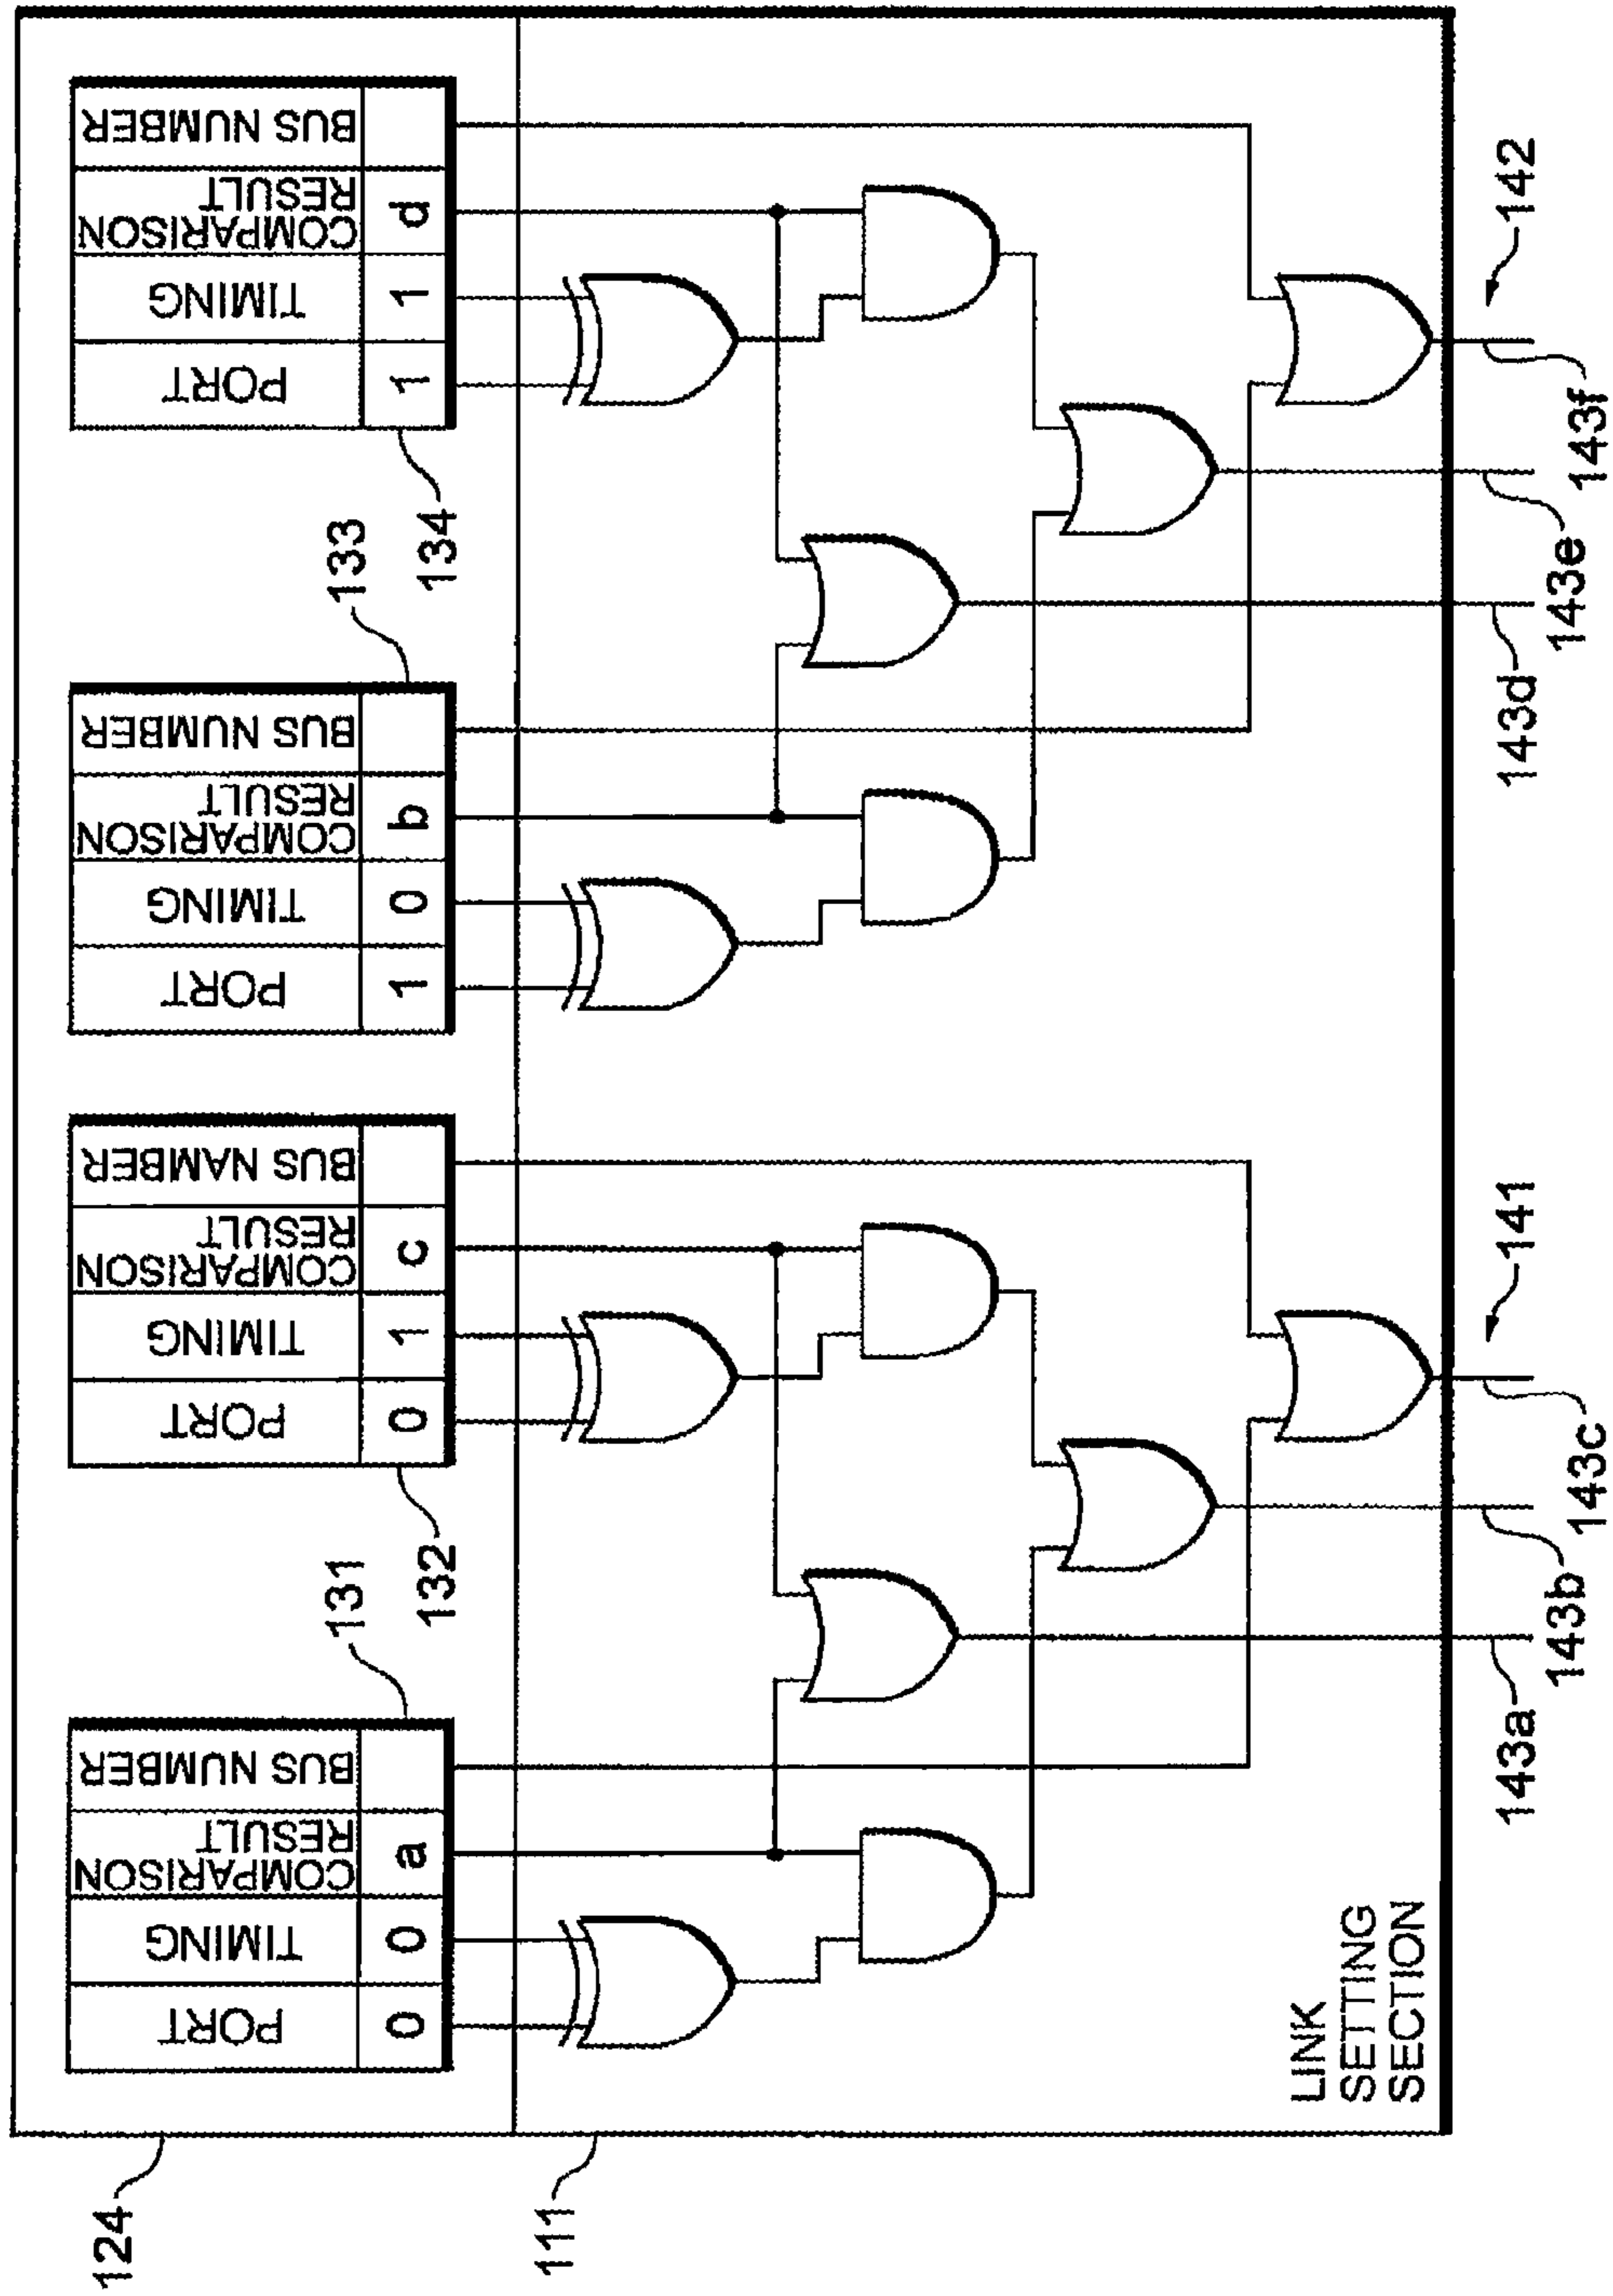 124
PORT
TIMING
COMPARISON
RESULT
BUS NUMBER
0
0
a
131
PORT
TIMING
COMPARISON
RESULT
BUS NAMBER
0
1
c
132
PORT
TIMING
COMPARISON
RESULT
BUS NUMBER
1
0
b
133
PORT
TIMING
COMPARISON
RESULT
BUS NUMBER
1
1
d
134
111
LINK
SETTING
SECTION
143a
143b
143c
141
143d
143e
143f
142